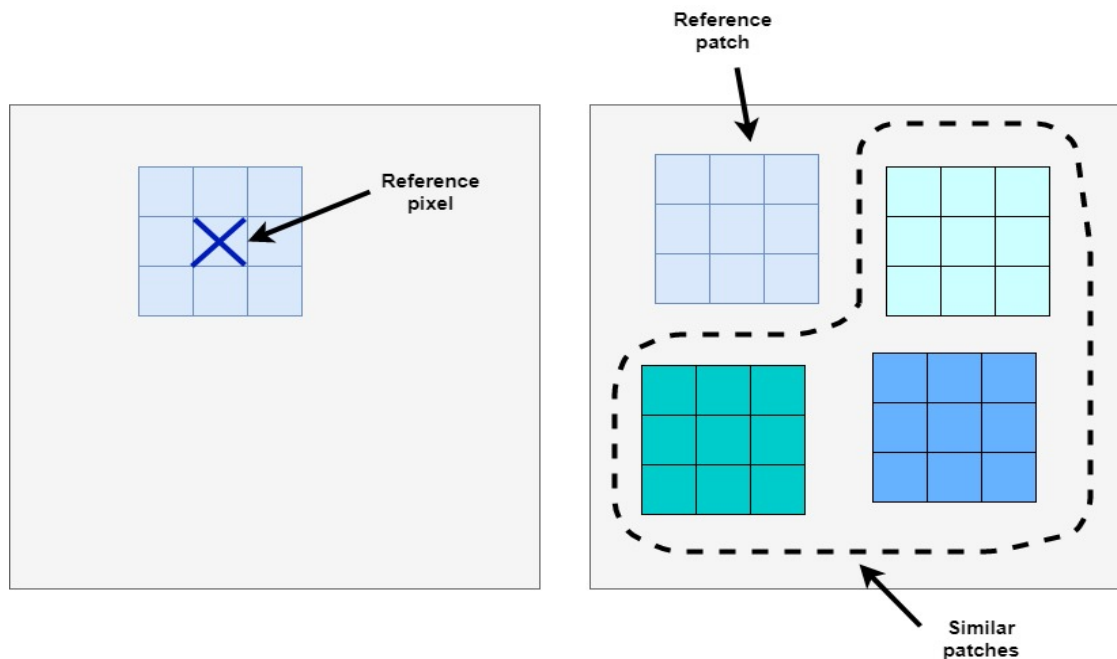 Reference
patch
Reference
pixel
Similar
patches